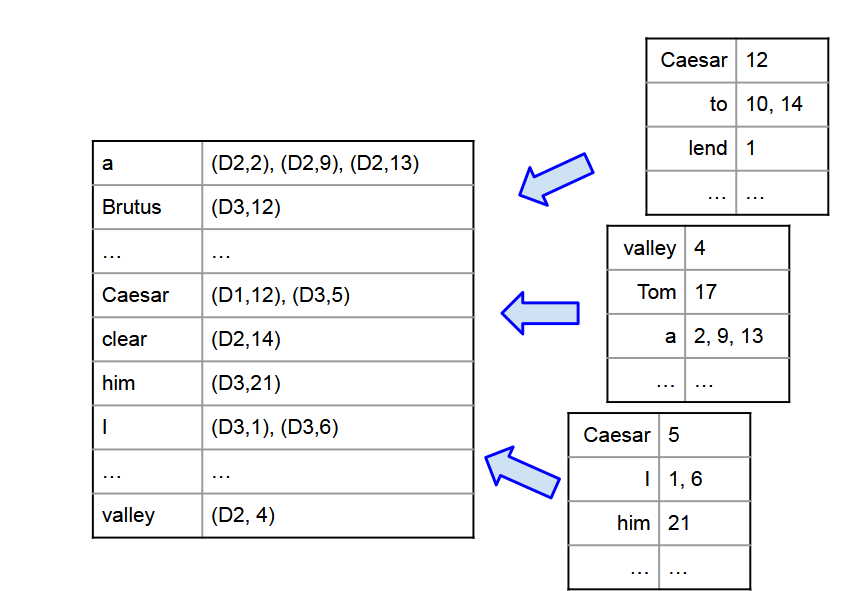 Caesar 12
to 10, 14
lend 1
… …
a (D2,2), (D2,9), (D2,13)
Brutus (D3,12)
… …
Caesar (D1,12), (D3,5)
clear (D2,14)
him (D3,21)
I (D3,1), (D3,6)
… …
valley (D2, 4)
valley 4
Tom 17
a 2, 9, 13
… …
Caesar 5
I 1, 6
him 21
… …